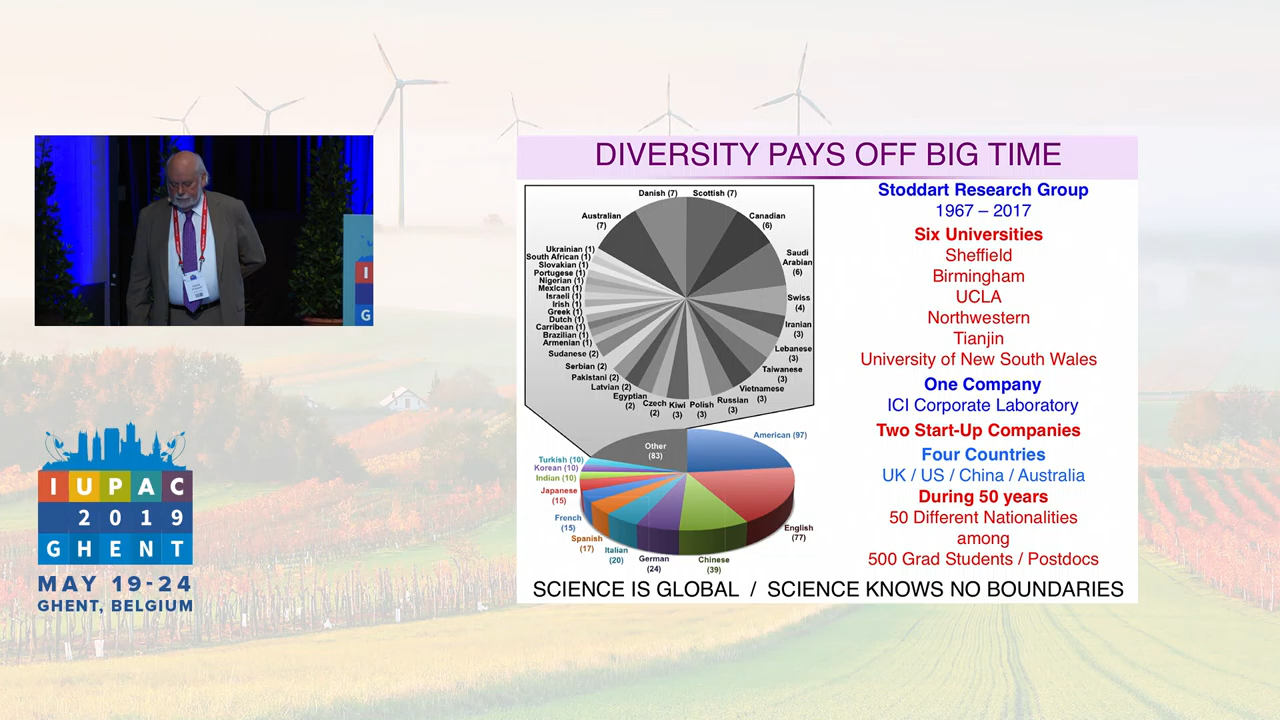 DIVERSITY PAYS OFF BIG TIME
Danish (7)
Scottish (7)
Australian
(7)
Canadian
(6)
Saudi
Arabian
(6)
Swiss
(4)
Iranian
(3)
Lebanese
(3)
Taiwanese
(3)
Vietnamese
(3)
Russian
(3)
Polish
(3)
Kiwi
(3)
Czech
(2)
Egyptian
(2)
Latvian (2)
Pakistani (2)
Serbian (2)
Sudanese (2)
Armenian (1)
Brazilian (1)
Carribean (1)
Dutch (1)
Greek (1)
Irish (1)
Israeli (1)
Mexican (1)
Nigerian (1)
Portugese (1)
Slovakian (1)
South African (1)
Ukrainian (1)
Other
(83)
American (97)
English
(77)
Chinese
(39)
German
(24)
Italian
(20)
Spanish
(17)
French
(15)
Japanese
(15)
Indian (10)
Korean (10)
Turkish (10)
Stoddart Research Group
1967 – 2017
Six Universities
Sheffield
Birmingham
UCLA
Northwestern
Tianjin
University of New South Wales
One Company
ICI Corporate Laboratory
Two Start-Up Companies
Four Countries
UK / US / China / Australia
During 50 years
50 Different Nationalities
among
500 Grad Students / Postdocs
SCIENCE IS GLOBAL / SCIENCE KNOWS NO BOUNDARIES
I
G
IUPAC
2019
GHENT
MAY 19-24
GHENT, BELGIUM